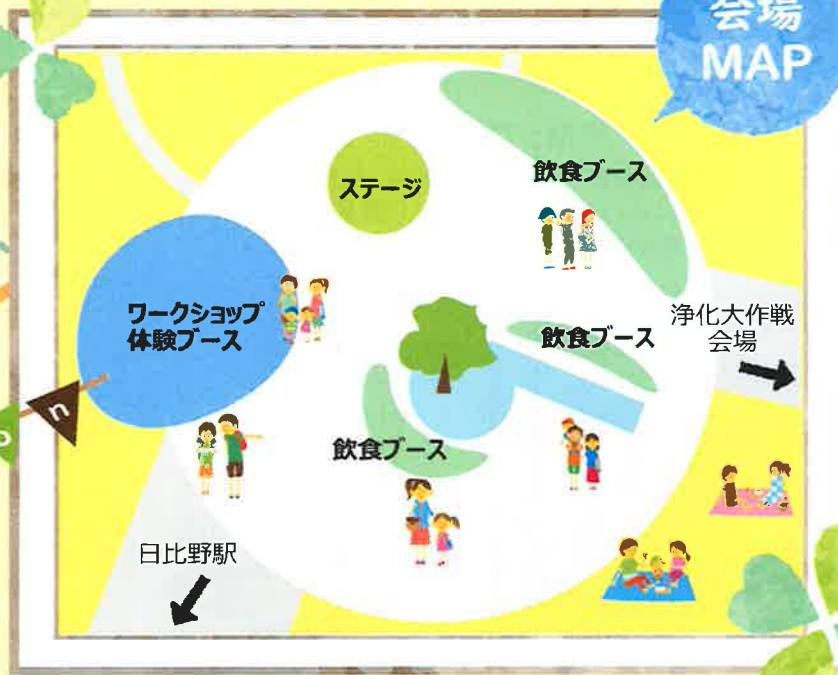 会場
MAP
ステージ
飲食ブース
ワークショップ
体験ブース
飲食ブース
浄化大作戦
会場
飲食ブース
日比野駅
o
n